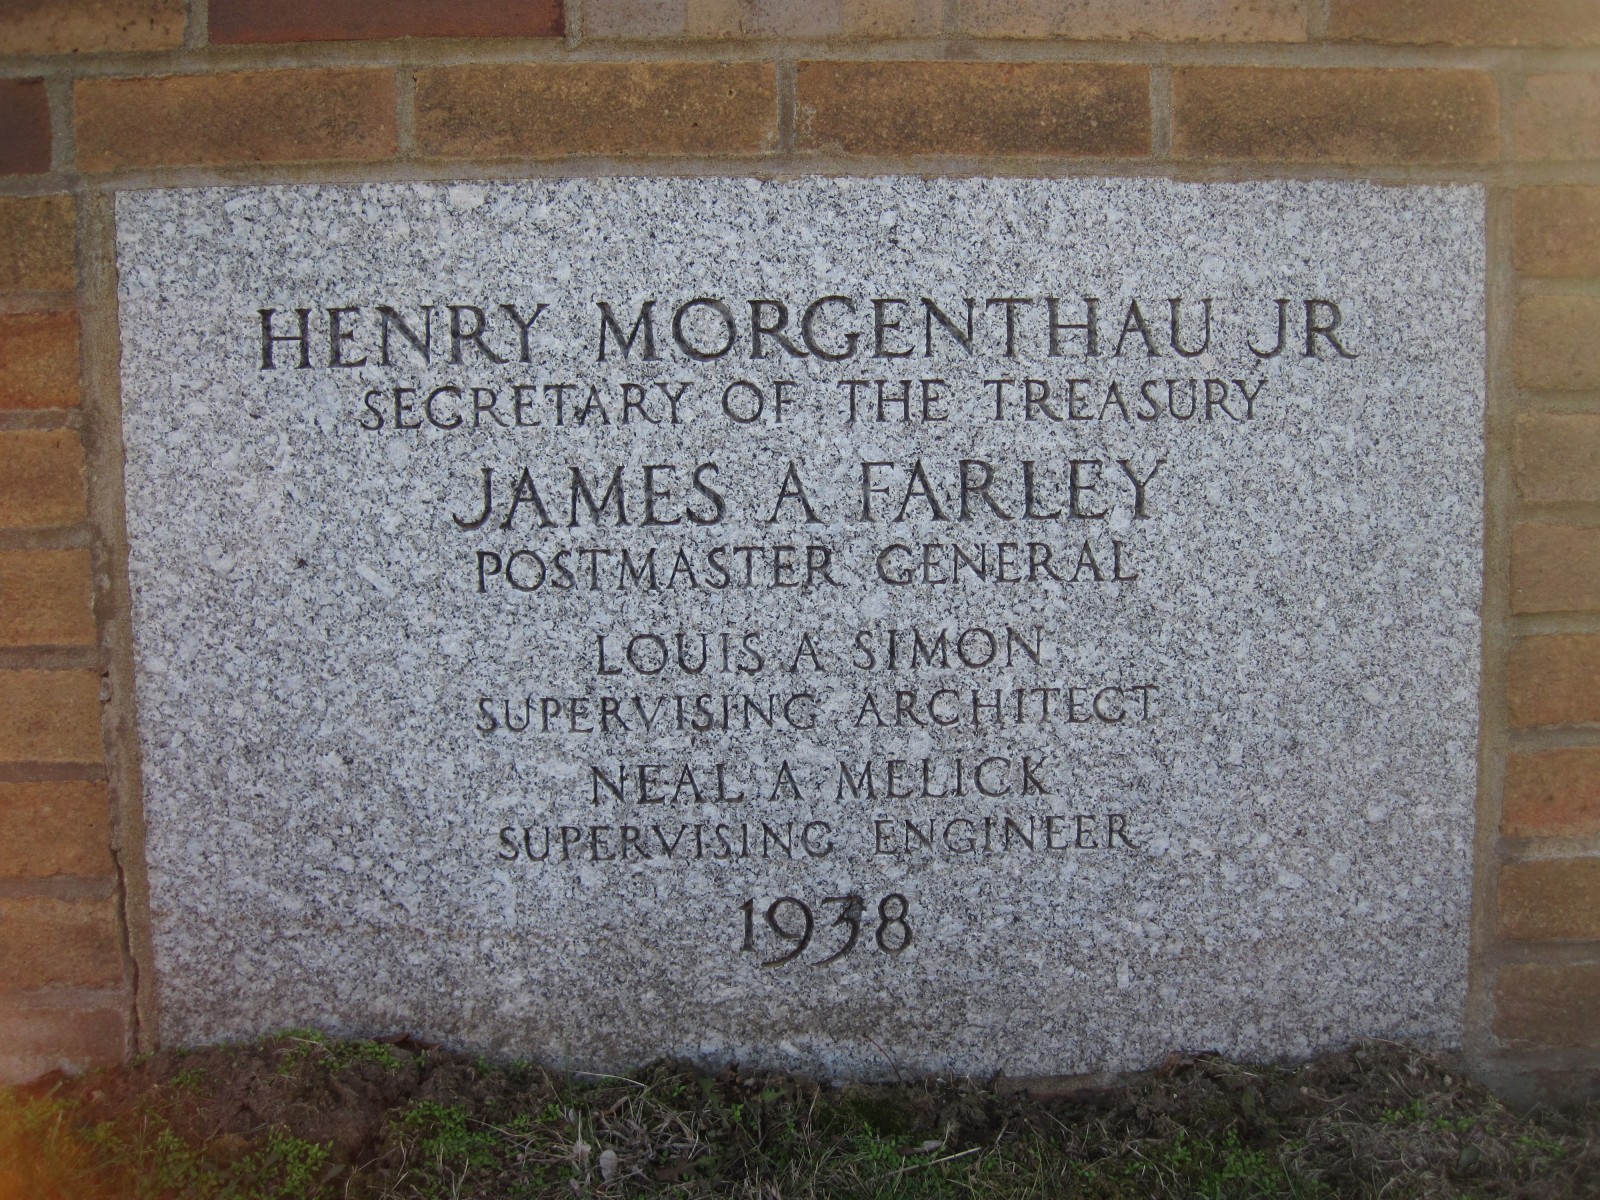 HENRY MORGENTHAU JR
SECRETARY OF THE TREASURY
JAMES A FARLEY
POSTMASTER GENERAL
LOUIS A SIMON
SUPERVISING ARCHITECT
NEAL A MELICK
SUPERVISING ENGINEER
1938